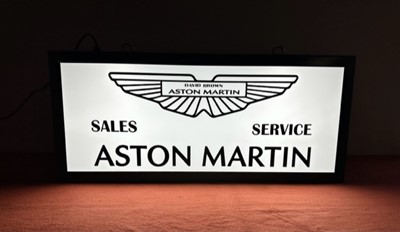 DAVID BROWN
ASTON MARTIN
SALES SERVICE
ASTON MARTIN